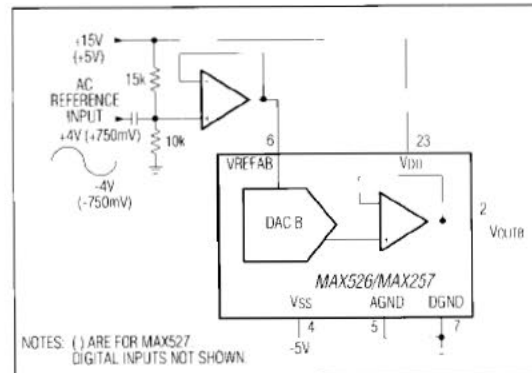 +15V
(+5V)
15k
AC
REFERENCE
INPUT
+4V (+750mV)
10k
-4V
(-750mV)
6
23
VREFAB
VDD
DAC B
2
VOUTB
MAX526/MAX257
VSS
AGND
DGND
4
5
7
-5V
NOTES: ( ) ARE FOR MAX527
DIGITAL INPUTS NOT SHOWN.